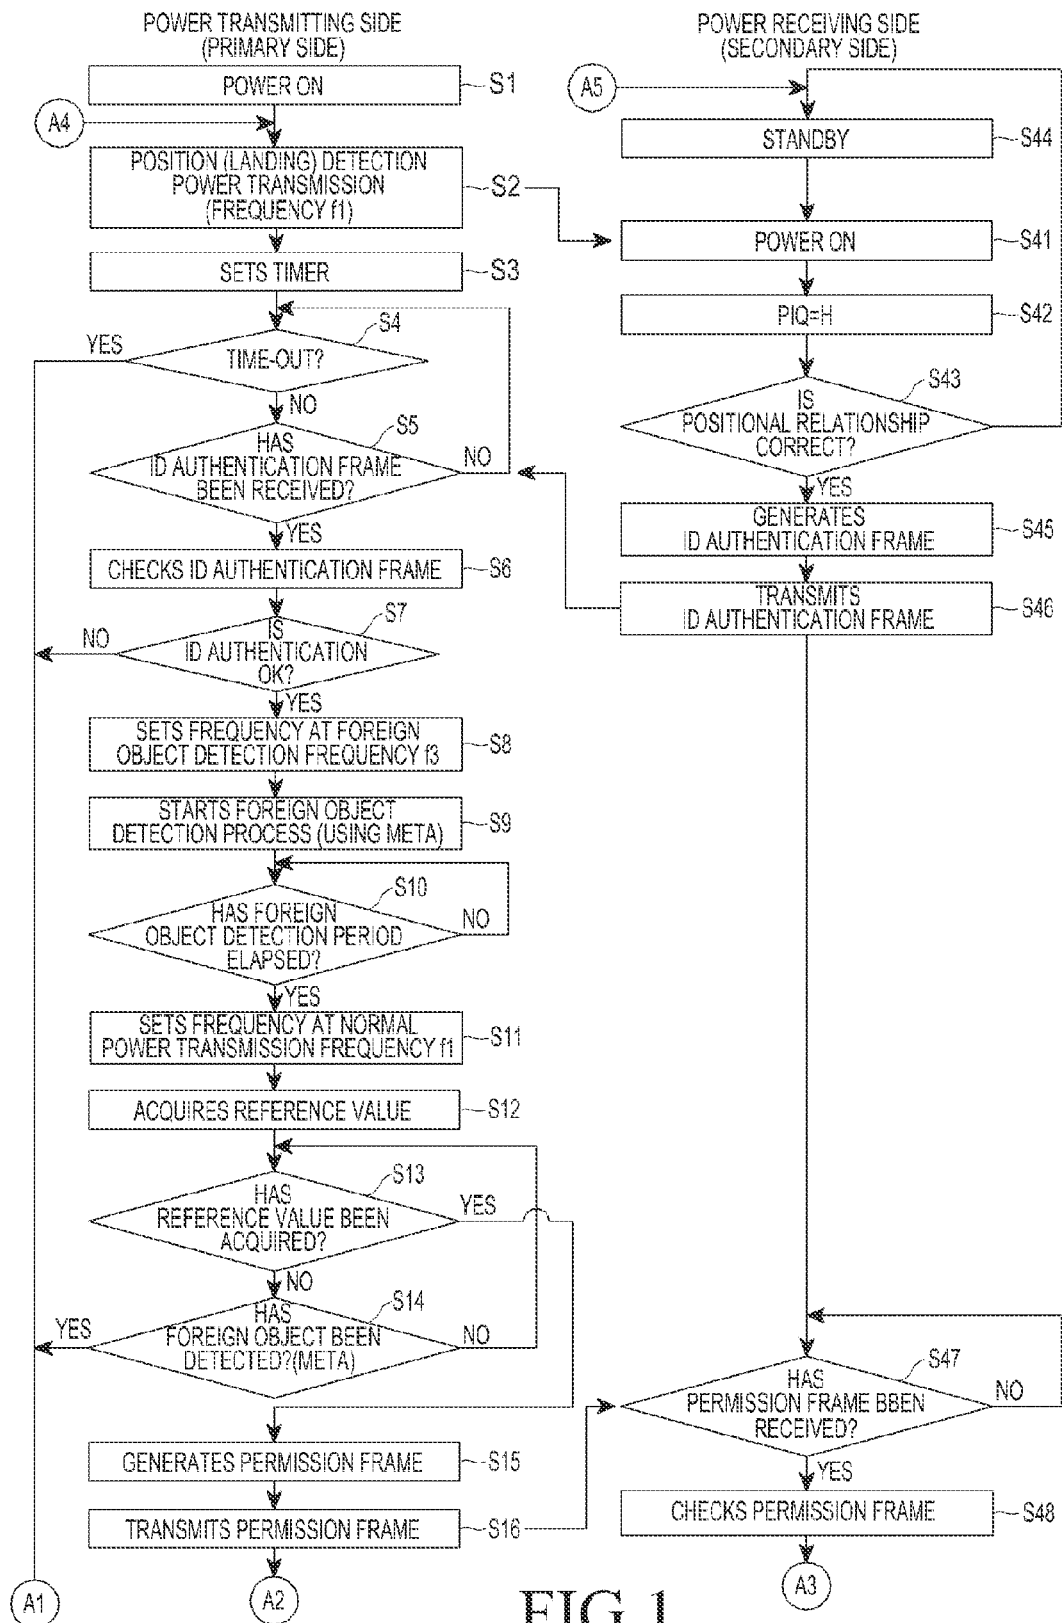 POWER TRANSMITTING SIDE
(PRIMARY SIDE)
POWER ON
S1
A4
POSITION (LANDING) DETECTION
POWER TRANSMISSION
(FREQUENCY f1)
S2
SETS TIMER
S3
S4
YES
TIME-OUT?
NO
S5
HAS
ID AUTHENTICATION FRAME
BEEN RECEIVED?
NO
YES
CHECKS ID AUTHENTICATION FRAME
S6
S7
NO
IS
ID AUTHENTICATION
OK?
YES
SETS FREQUENCY AT FOREIGN
OBJECT DETECTION FREQUENCY f3
S8
STARTS FOREIGN OBJECT
DETECTION PROCESS (USING META)
S9
S10
HAS FOREIGN
OBJECT DETECTION PERIOD
ELAPSED?
NO
YES
SETS FREQUENCY AT NORMAL
POWER TRANSMISSION FREQUENCY f1
S11
ACQUIRES REFERENCE VALUE
S12
S13
HAS
REFERENCE VALUE BEEN
ACQUIRED?
YES
NO
S14
YES
HAS
FOREIGN OBJECT BEEN
DETECTED?(META)
NO
GENERATES PERMISSION FRAME
S15
TRANSMITS PERMISSION FRAME
S16
A1
A2
POWER RECEIVING SIDE
(SECONDARY SIDE)
A5
STANDBY
S44
POWER ON
S41
PIQ=H
S42
S43
IS
POSITIONAL RELATIONSHIP
CORRECT?
YES
GENERATES
ID AUTHENTICATION FRAME
S45
TRANSMITS
ID AUTHENTICATION FRAME
S46
S47
HAS
PERMISSION FRAME BBEN
RECEIVED?
NO
YES
CHECKS PERMISSION FRAME
S48
A3
FIG.1